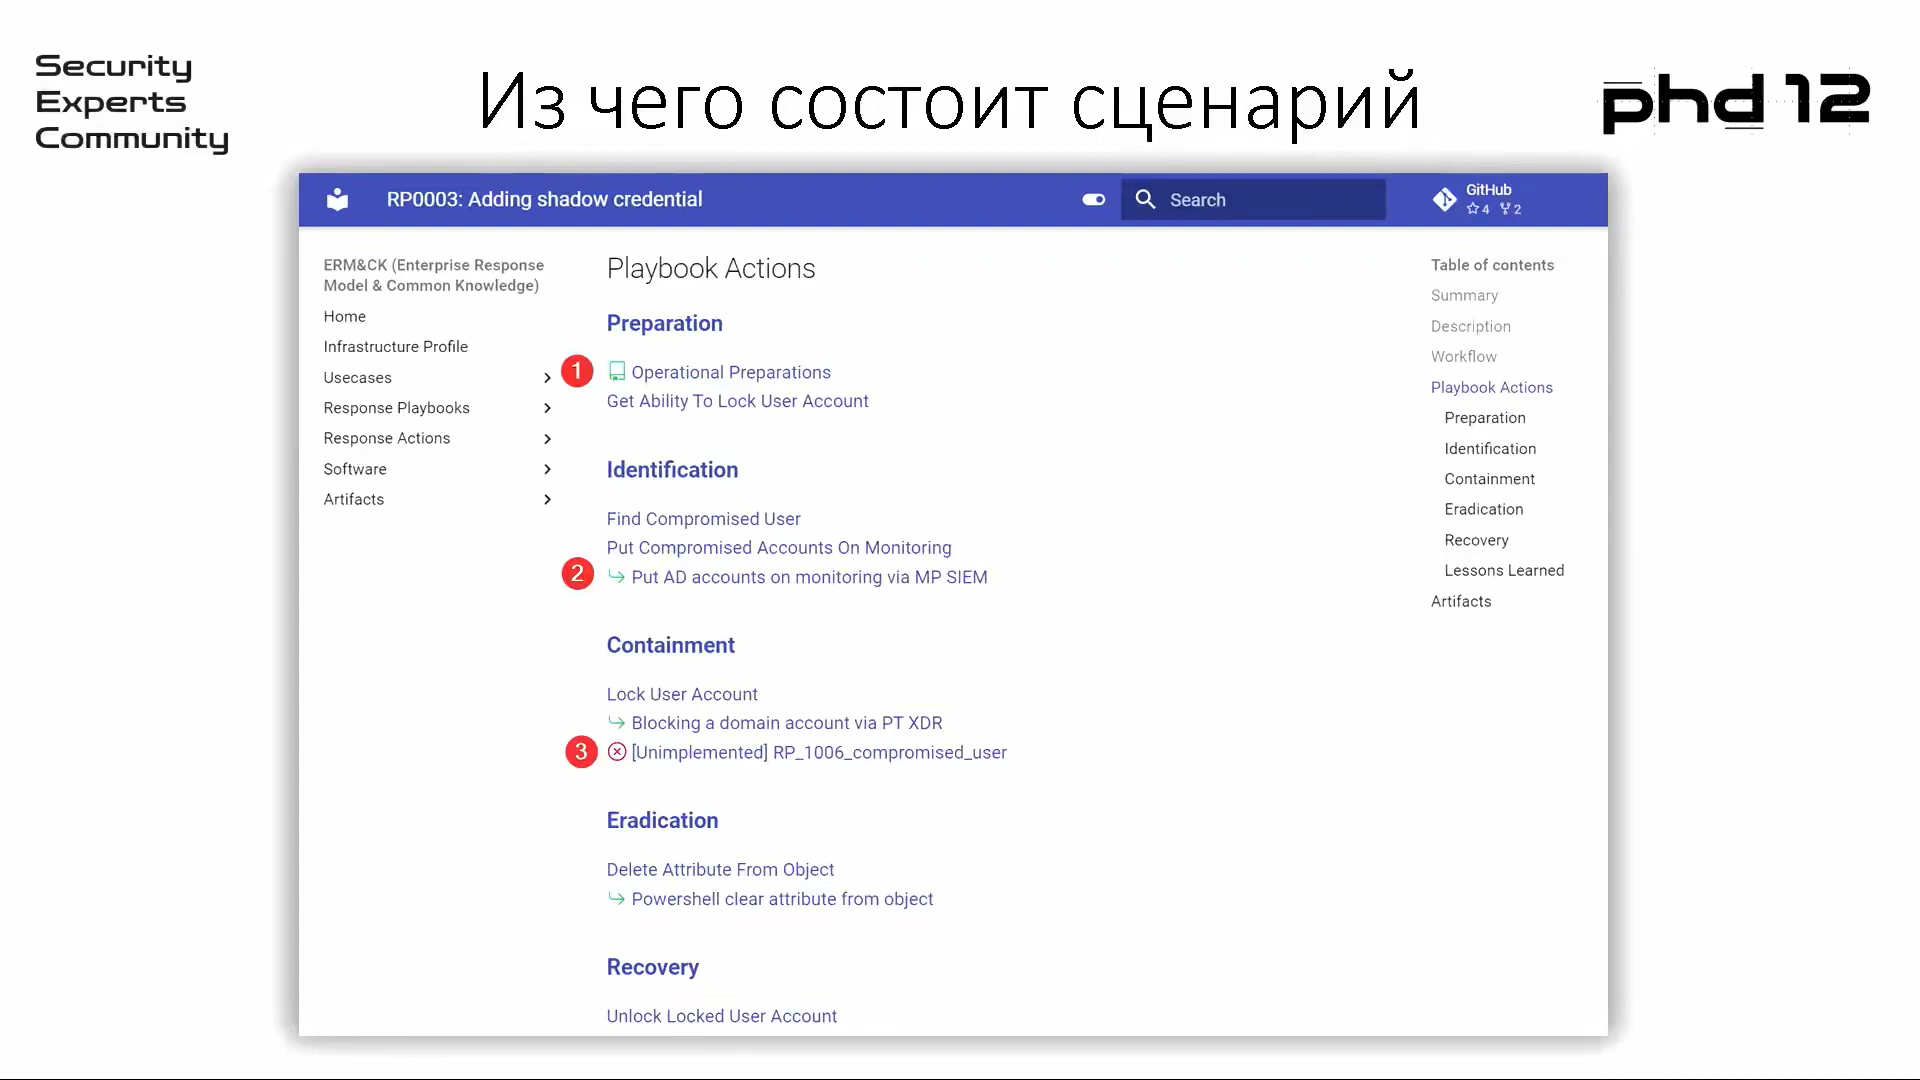 Security
Experts
Community
Из чего состоит сценарий
phd 12
RP0003: Adding shadow credential
Search
GitHub
4 2
ERM&CK (Enterprise Response
Model & Common Knowledge)
Home
Infrastructure Profile
Usecases
Response Playbooks
Response Actions
Software
Artifacts
Playbook Actions
Preparation
1 Operational Preparations
Get Ability To Lock User Account
Identification
Find Compromised User
Put Compromised Accounts On Monitoring
2 Put AD accounts on monitoring via MP SIEM
Containment
Lock User Account
Blocking a domain account via PT XDR
3 [Unimplemented] RP_1006_compromised_user
Eradication
Delete Attribute From Object
Powershell clear attribute from object
Recovery
Unlock Locked User Account
Table of contents
Summary
Description
Workflow
Playbook Actions
Preparation
Identification
Containment
Eradication
Recovery
Lessons Learned
Artifacts